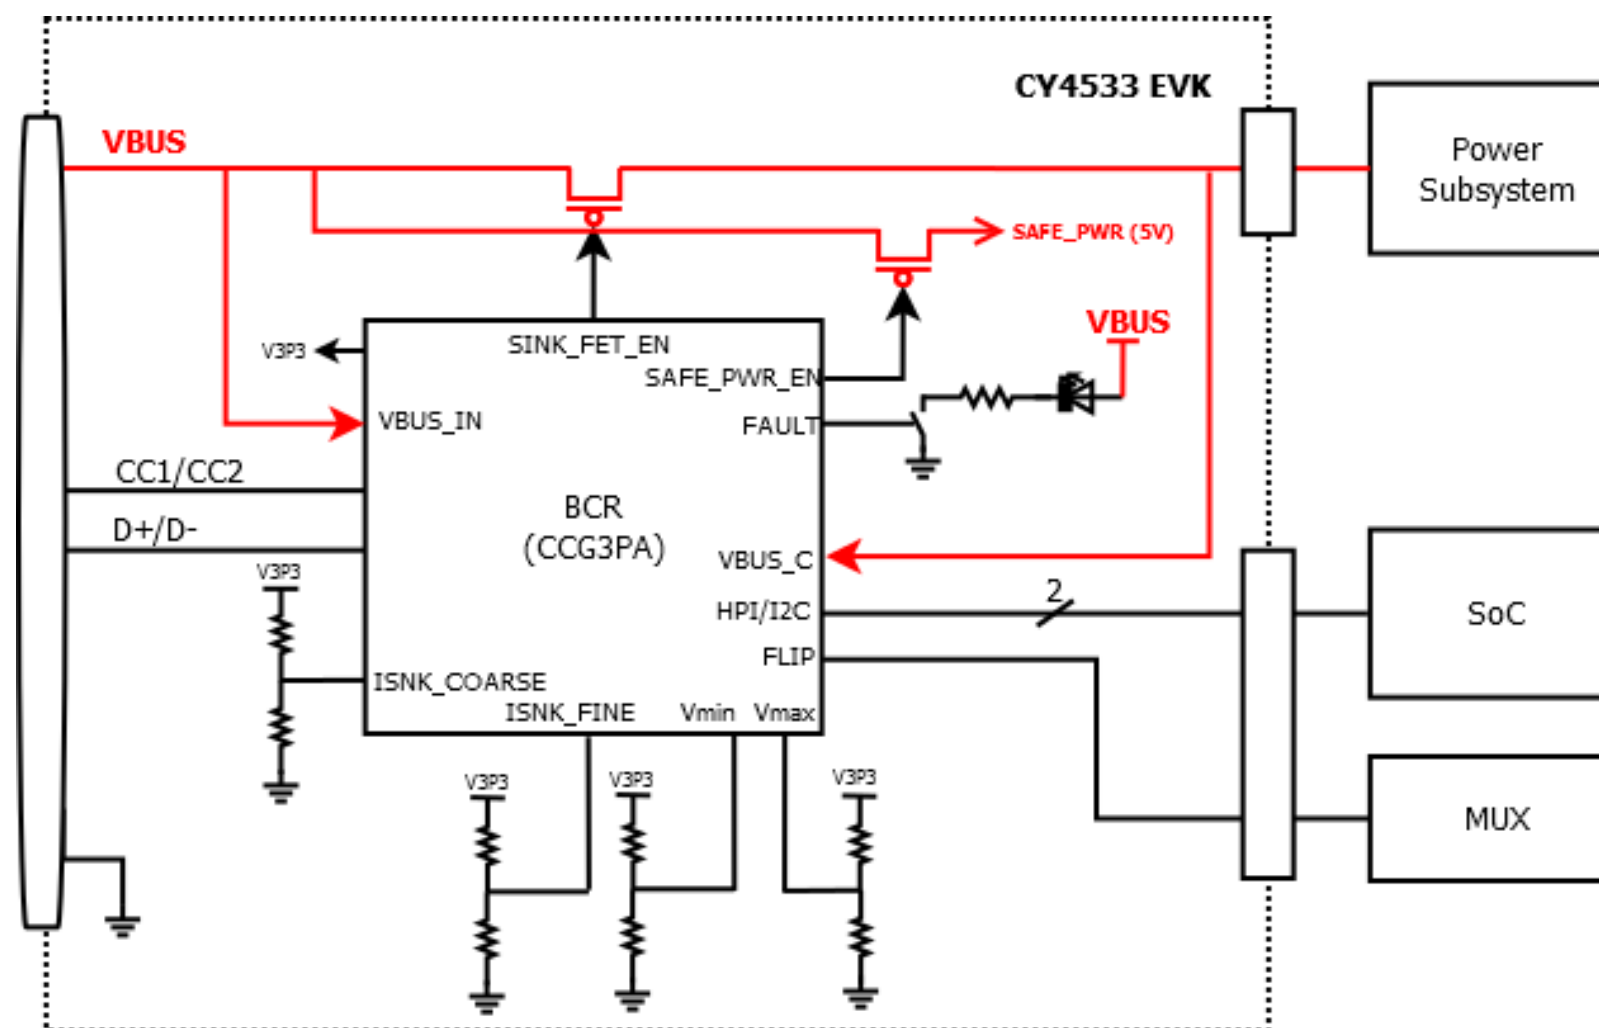 CY4533 EVK
VBUS
Power
Subsystem
SAFE_PWR (5V)
VBUS
V3P3
SINK_FET_EN
SAFE_PWR_EN
VBUS_IN
FAULT
CC1/CC2
BCR
(CCG3PA)
D+/D-
VBUS_C
V3P3
2
HPI/I2C
SoC
FLIP
ISNK_COARSE
ISNK_FINE
Vmin
Vmax
V3P3
V3P3
V3P3
MUX